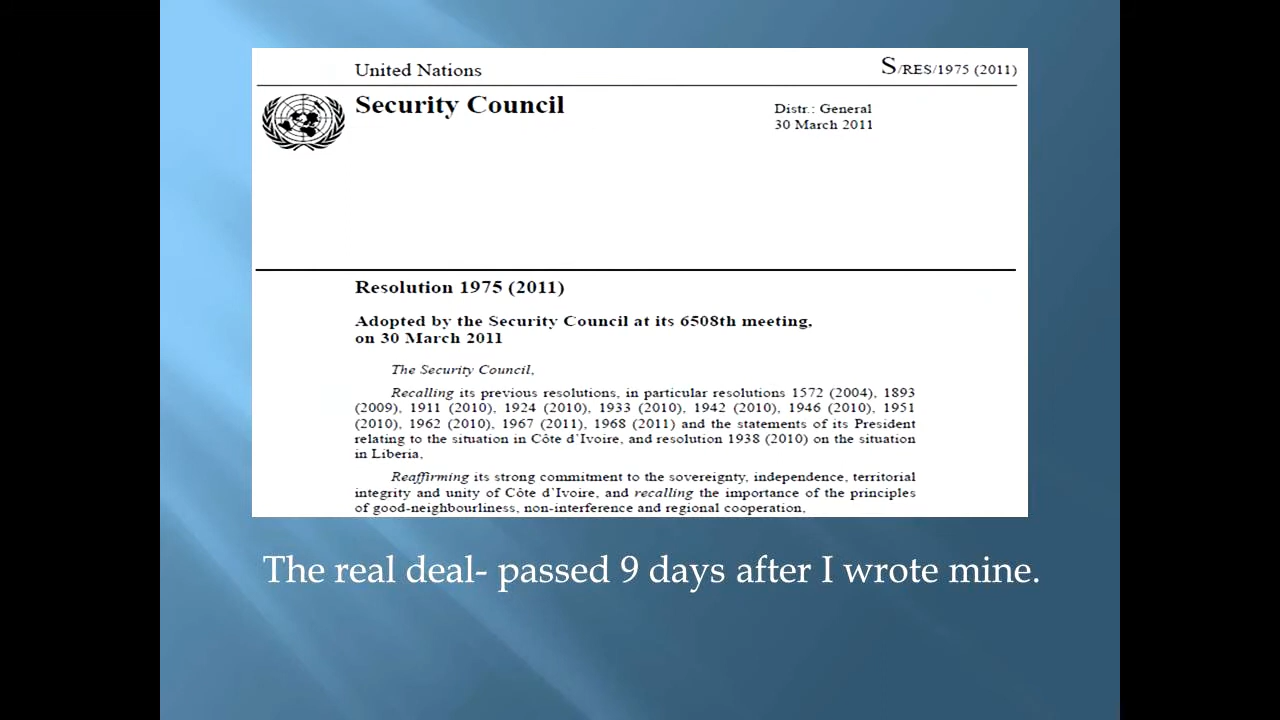 United Nations
S/RES/1975 (2011)
Security Council
Distr.: General
30 March 2011
Resolution 1975 (2011)
Adopted by the Security Council at its 6508th meeting,
on 30 March 2011
The Security Council,
Recalling its previous resolutions, in particular resolutions 1572 (2004), 1893
(2009), 1911 (2010), 1924 (2010), 1933 (2010), 1942 (2010), 1946 (2010), 1951
(2010), 1962 (2010), 1967 (2011), 1968 (2011) and the statements of its President
relating to the situation in Côte d'Ivoire, and resolution 1938 (2010) on the situation
in Liberia,
Reaffirming its strong commitment to the sovereignty, independence, territorial
integrity and unity of Côte d'Ivoire, and recalling the importance of the principles
of good-neighbourliness, non-interference and regional cooperation,
The real deal- passed 9 days after I wrote mine.